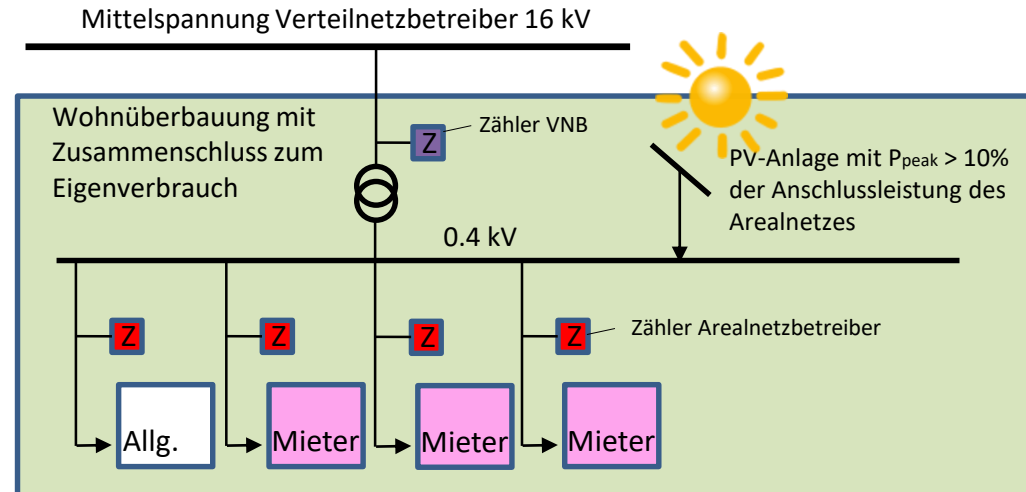 Mittelspannung Verteilnetzbetreiber 16 kV
Wohnüberbauung mit
Zusammenschluss zum
Eigenverbrauch
Z
Zähler VNB
PV-Anlage mit Ppeak > 10%
der Anschlussleistung des
Arealnetzes
0.4 kV
Z
Z
Z
Z
Zähler Arealnetzbetreiber
Allg.
Mieter
Mieter
Mieter